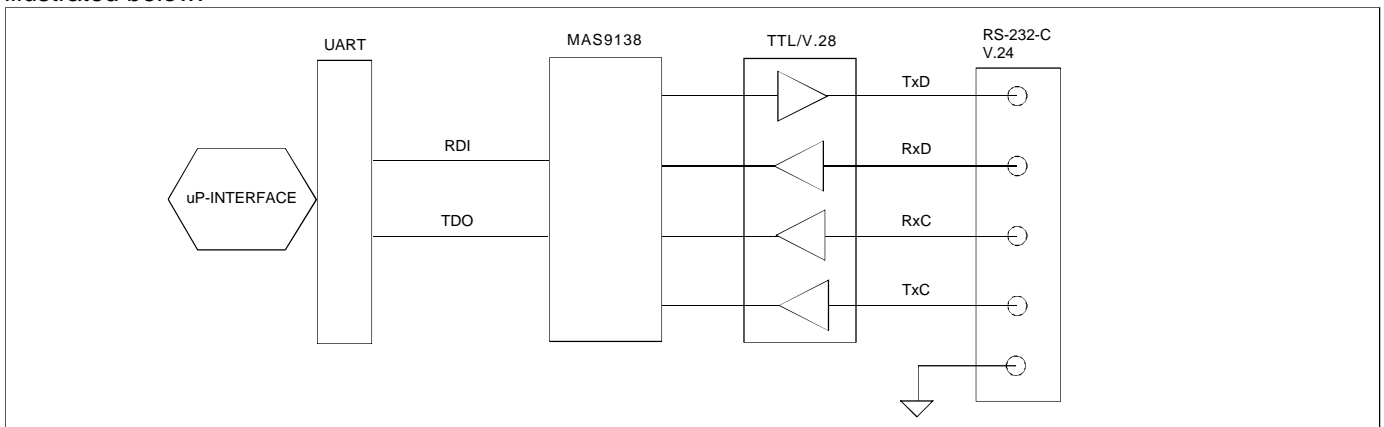 illustrated below:
UART
MAS9138
TTL/V.28
RS-232-C
V.24
TxD
RDI
RxD
uP-INTERFACE
TDO
RxC
TxC